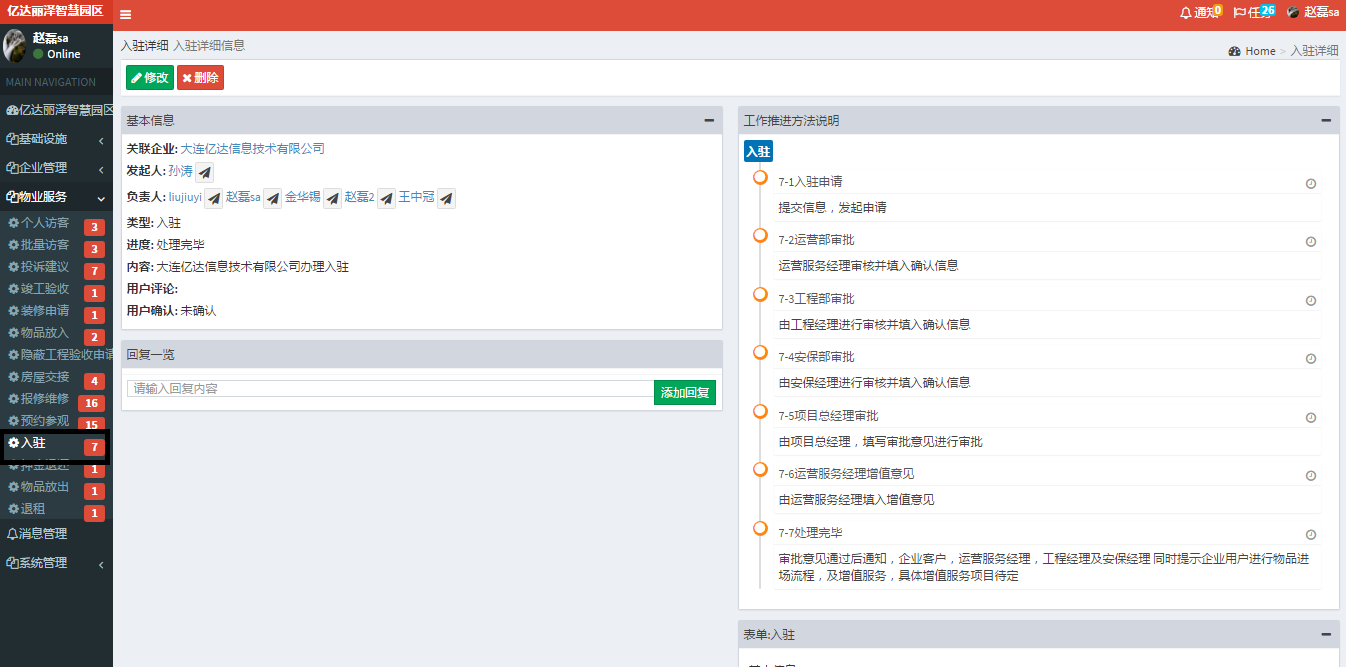 亿达丽泽智慧园区
通知 0
任务 26
赵磊sa
赵磊sa
Online
MAIN NAVIGATION
亿达丽泽智慧园区
基础设施
企业管理
物业服务
个人访客 3
批量访客 3
投诉建议 7
竣工验收 1
装修申请 1
物品放入 2
隐蔽工程验收申请
房屋交接 4
报修维修 16
预约参观 15
入驻 7
押金退还 1
物品放出 1
退租 1
消息管理
系统管理
入驻详细 入驻详细信息
Home > 入驻详细
修改 删除
基本信息
关联企业: 大连亿达信息技术有限公司
发起人: 孙涛
负责人: liujiuyi 赵磊sa 金华锡 赵磊2 王中冠
类型: 入驻
进度: 处理完毕
内容: 大连亿达信息技术有限公司办理入驻
用户评论:
用户确认: 未确认
回复一览
请输入回复内容 添加回复
工作推进方法说明
入驻
7-1入驻申请
提交信息，发起申请
7-2运营部审批
运营服务经理审核并填入确认信息
7-3工程部审批
由工程经理进行审核并填入确认信息
7-4安保部审批
由安保经理进行审核并填入确认信息
7-5项目总经理审批
由项目总经理，填写审批意见进行审批
7-6运营服务经理增值意见
由运营服务经理填入增值意见
7-7处理完毕
审批意见通过后通知，企业客户，运营服务经理，工程经理及安保经理 同时提示企业用户进行物品进
场流程，及增值服务，具体增值服务项目待定
表单:入驻